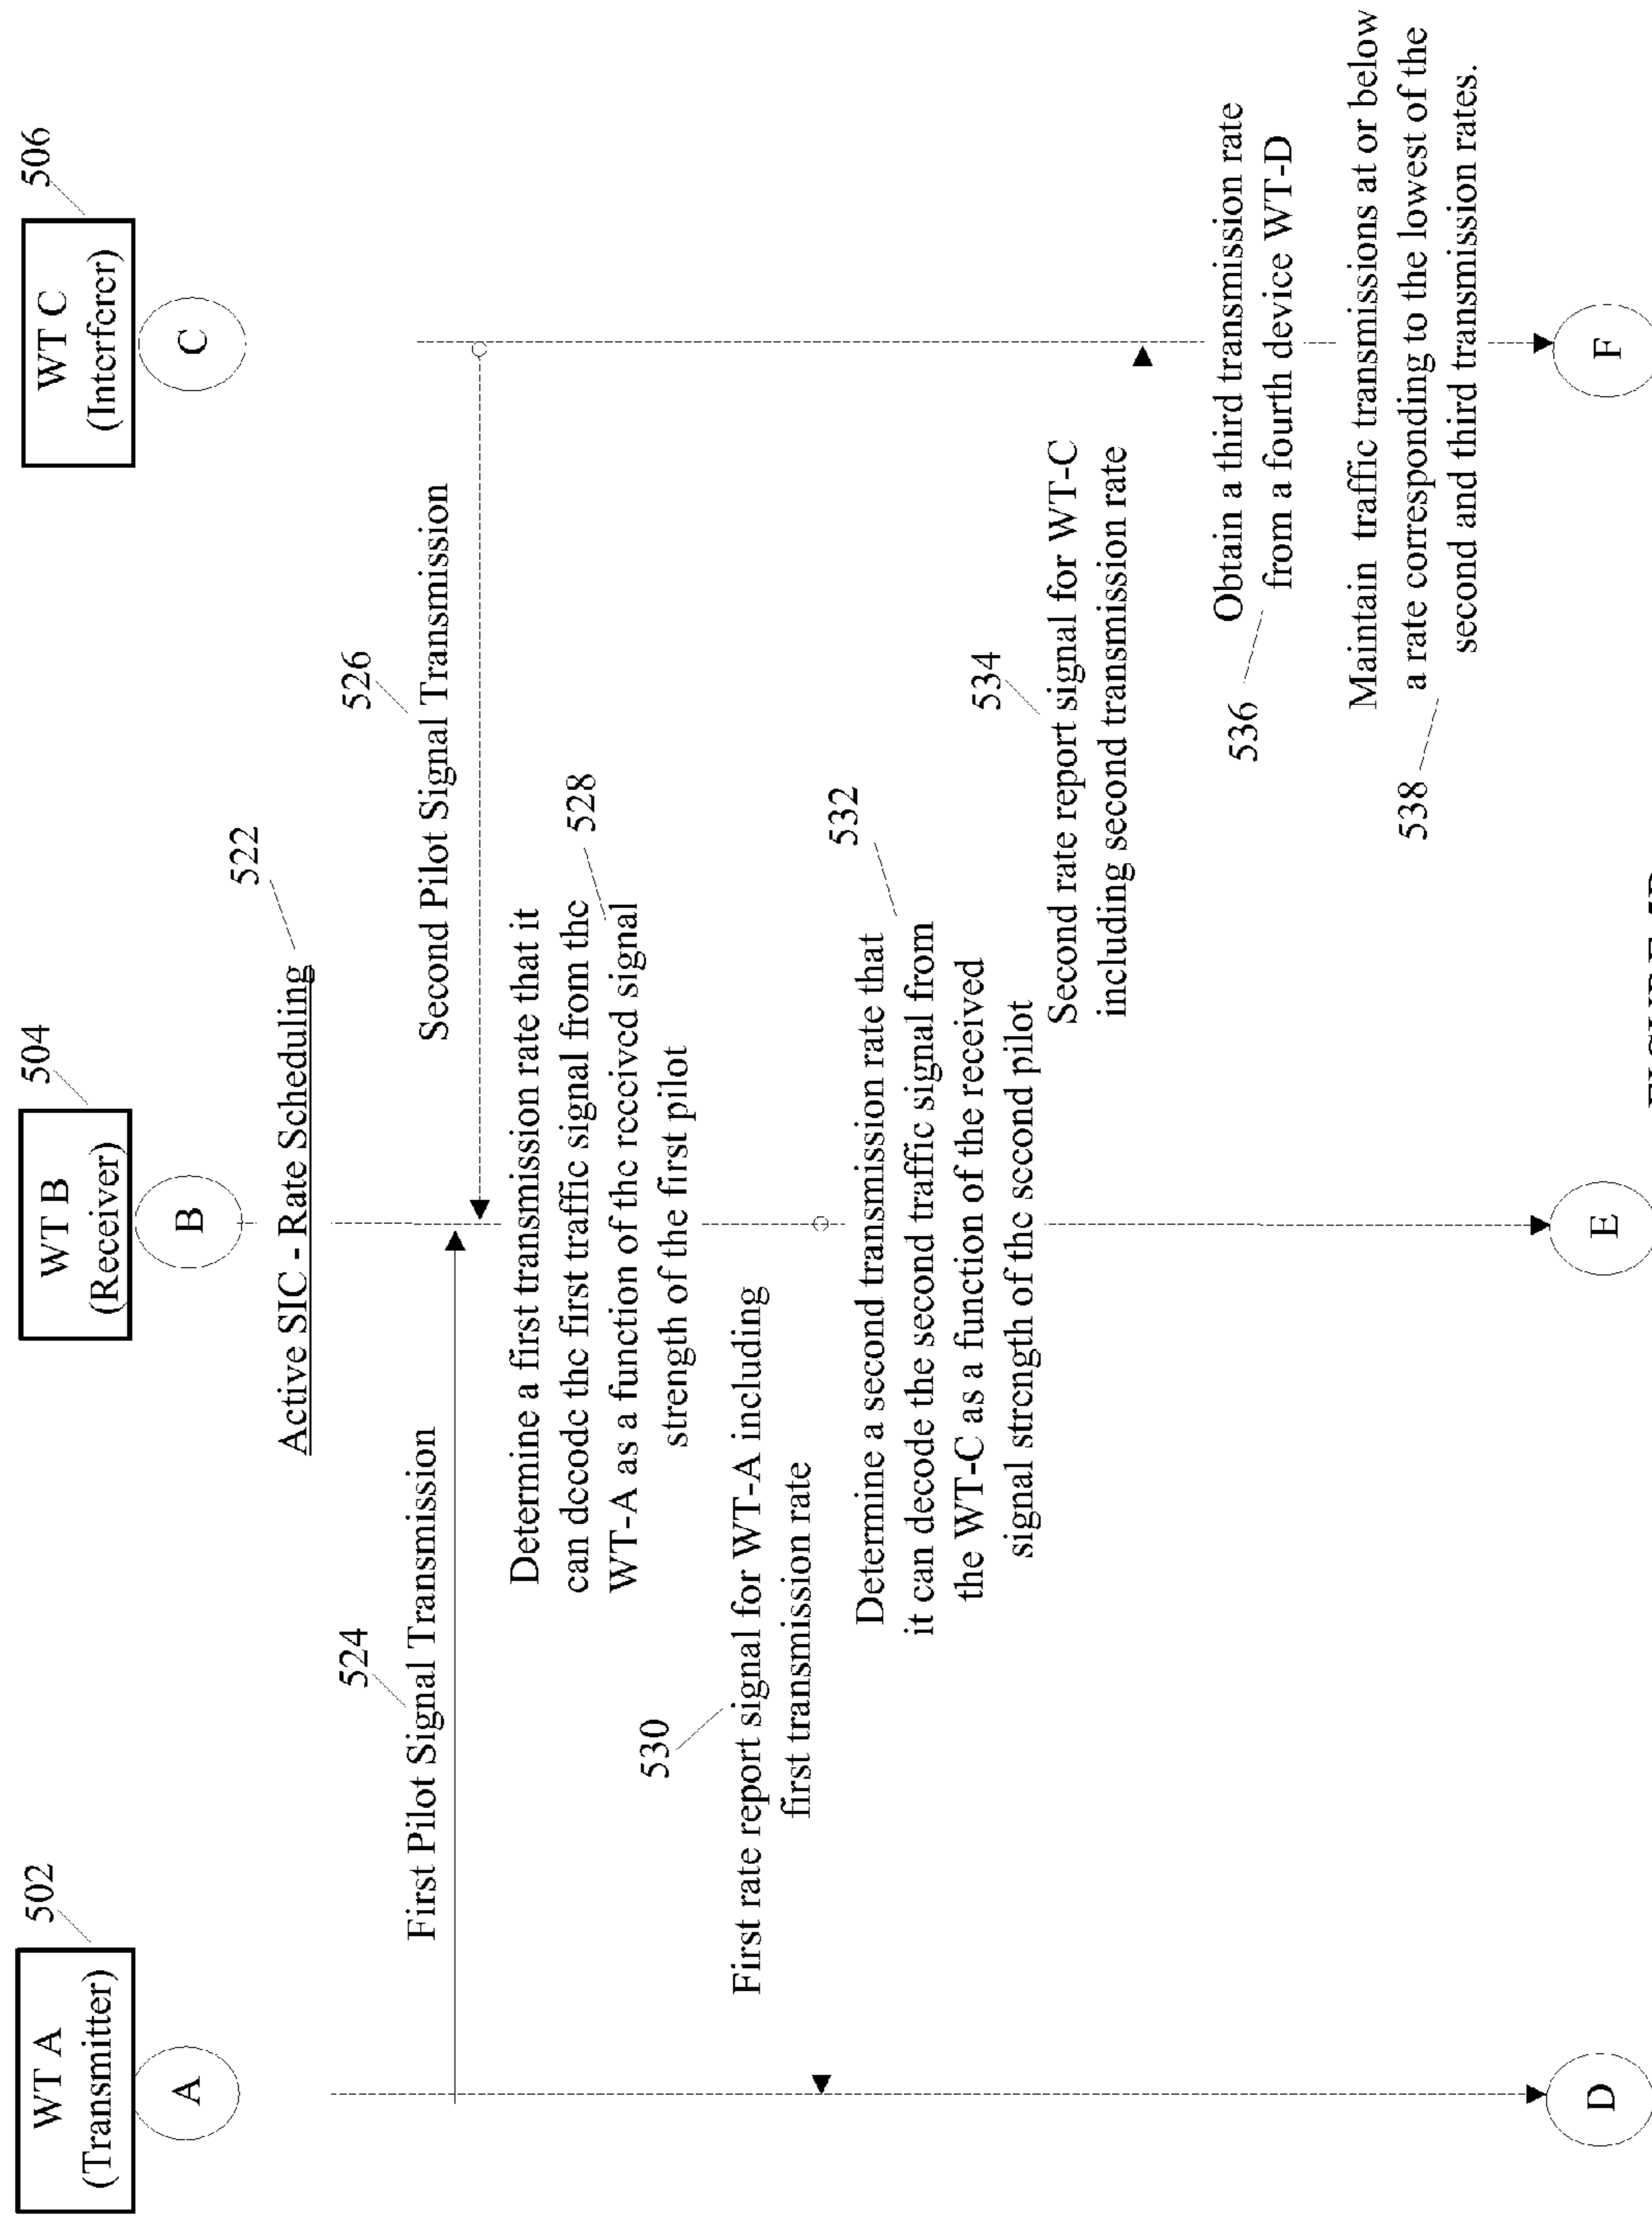 502
WT A
(Transmitter)
A
504
WT B
(Receiver)
B
506
WT C
(Interferer)
C
Active SIC - Rate Scheduling
522
524
First Pilot Signal Transmission
526
Second Pilot Signal Transmission
Determine a first transmission rate that it
can decode the first traffic signal from the
WT-A as a function of the received signal
strength of the first pilot
528
530
First rate report signal for WT-A including
first transmission rate
532
Determine a second transmission rate that
it can decode the second traffic signal from
the WT-C as a function of the received
signal strength of the second pilot
534
Second rate report signal for WT-C
including second transmission rate
Obtain a third transmission rate
from a fourth device WT-D
536
Maintain traffic transmissions at or below
a rate corresponding to the lowest of the
second and third transmission rates.
538
D
E
F